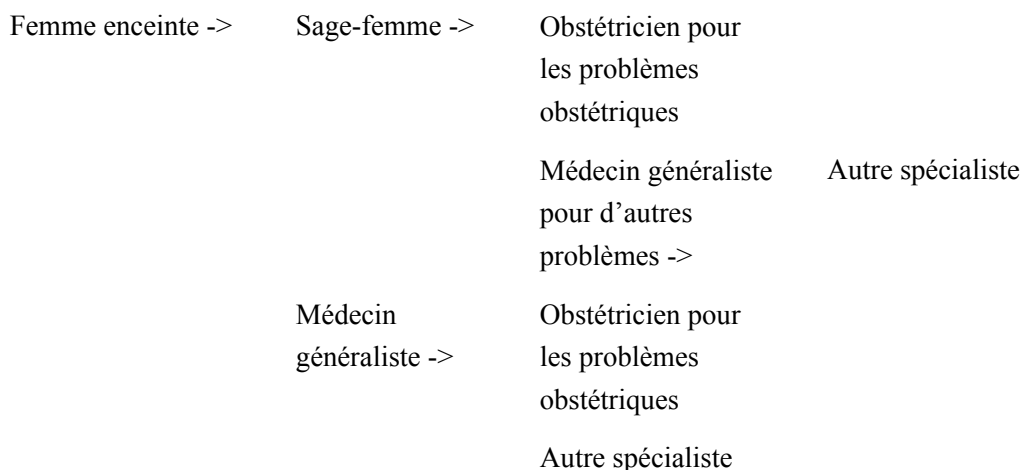 Femme enceinte ->
Sage-femme ->
Obstétricien pour
les problèmes
obstétriques
Médecin généraliste
pour d’autres
problèmes ->
Autre spécialiste
Médecin
généraliste ->
Obstétricien pour
les problèmes
obstétriques
Autre spécialiste